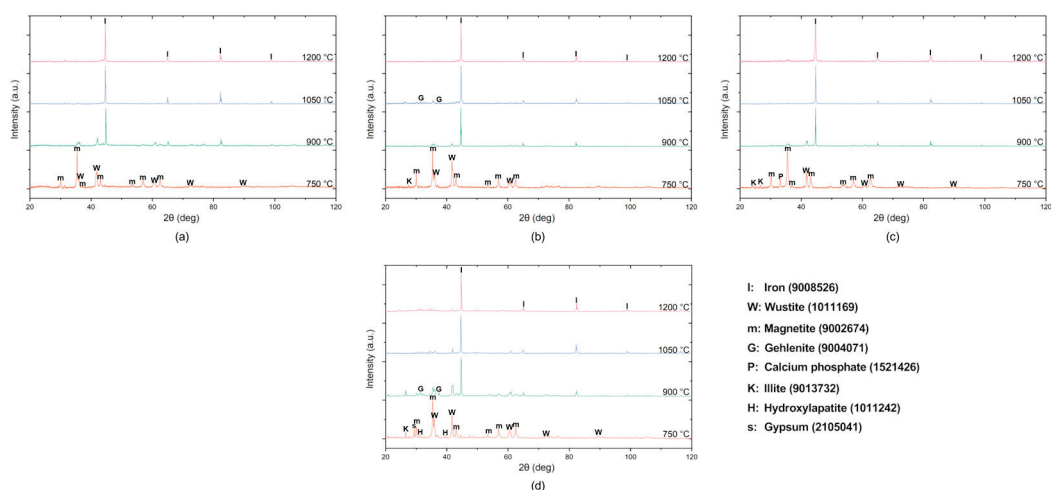 I
I
I
I
1200 °C
1050 °C
900 °C
m
m
W
m
W
m
m
m
W
m
W
W
750 °C
Intensity (a.u.)
20 40 60 80 100 120
2θ (deg)
(a)
I
I
I
I
1200 °C
G
G
1050 °C
900 °C
m
W
K
m
W
m
m
m
W
m
750 °C
Intensity (a.u.)
20 40 60 80 100 120
2θ (deg)
(b)
I
I
I
I
1200 °C
1050 °C
900 °C
m
K
K
m
P
m
W
m
m
m
W
m
W
W
750 °C
Intensity (a.u.)
20 40 60 80 100 120
2θ (deg)
(c)
I
I
I
I
1200 °C
1050 °C
G
G
900 °C
m
W
W
K
s
m
H
H
m
m
m
W
m
W
W
750 °C
Intensity (a.u.)
20 40 60 80 100 120
2θ (deg)
(d)
I: Iron (9008526)
W: Wustite (1011169)
m: Magnetite (9002674)
G: Gehlenite (9004071)
P: Calcium phosphate (1521426)
K: Illite (9013732)
H: Hydroxylapatite (1011242)
s: Gypsum (2105041)